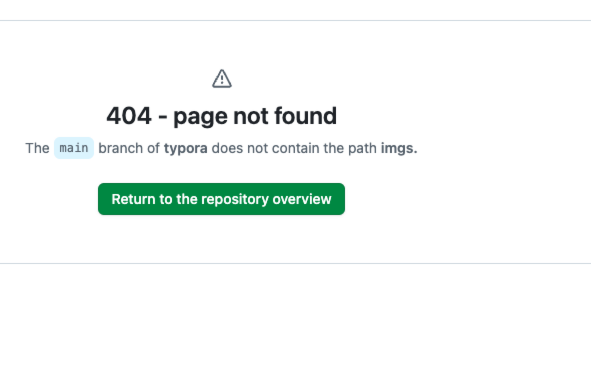 404 - page not found
The main branch of typora does not contain the path imgs.
Return to the repository overview